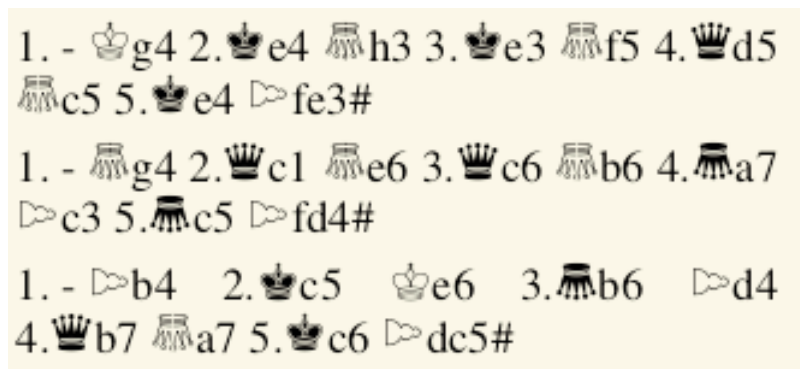 1. - ♔g4 2.♚e4 🨊h3 3.♚e3 🨊f5 4.♛d5
🨊c5 5.♚e4 🨦fe3#
1. - 🨊g4 2.♛c1 🨊e6 3.♛c6 🨊b6 4.🨐a7
🨦c3 5.🨐c5 🨦fd4#
1. - 🨦b4 2.♚c5 ♔e6 3.🨐b6 🨦d4
4.♛b7 🨊a7 5.♚c6 🨦dc5#